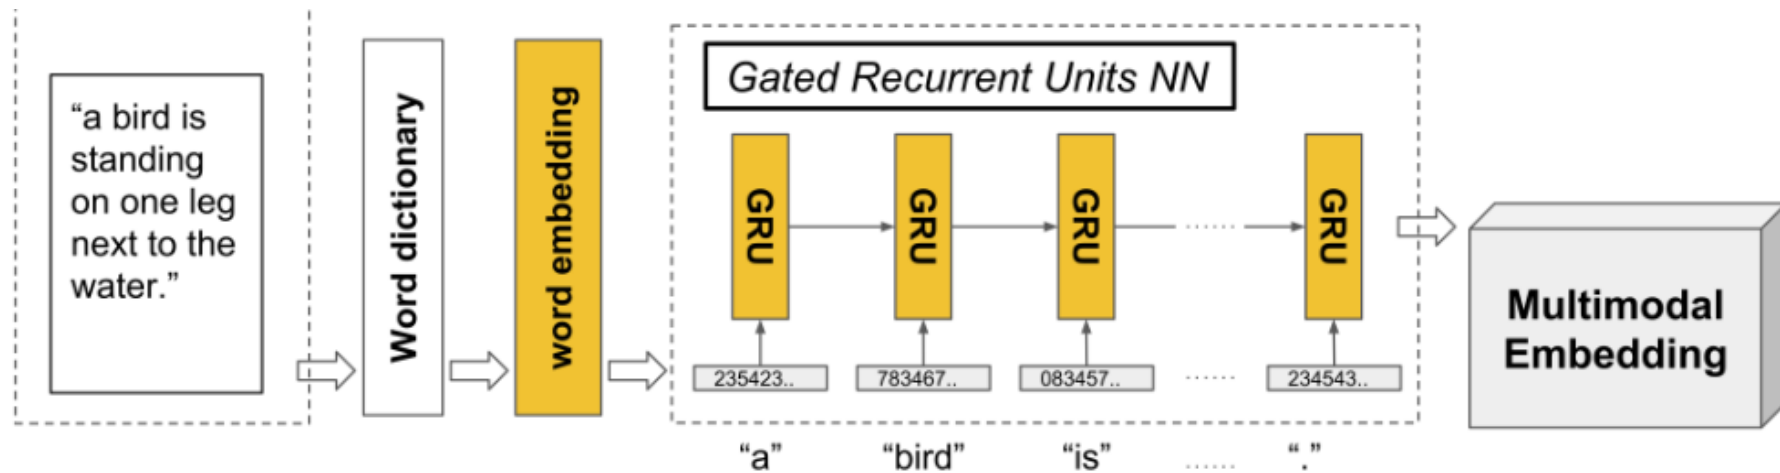 “a bird is
standing
on one leg
next to the
water.”
Word dictionary
word embedding
Gated Recurrent Units NN
GRU
GRU
GRU
......
GRU
235423..
783467..
083457..
......
234543..
“a”
“bird”
“is”
......
“.”
Multimodal
Embedding